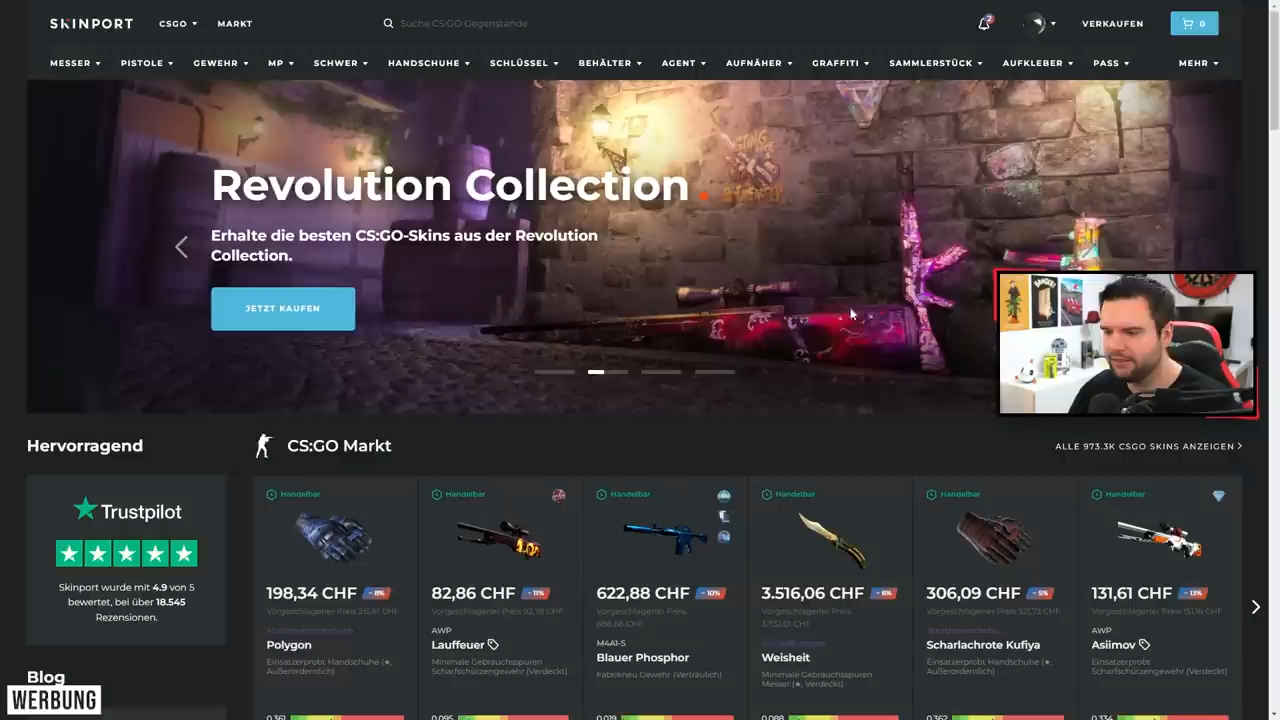 SKINPORT
CSGO
MARKT
Suche CS:GO Gegenstände
2
VERKAUFEN
0
MESSER
PISTOLE
GEWEHR
MP
SCHWER
HANDSCHUHE
SCHLÜSSEL
BEHÄLTER
AGENT
AUFNÄHER
GRAFFITI
SAMMLERSTÜCK
AUFKLEBER
PASS
MEHR
Revolution Collection.
Erhalte die besten CS:GO-Skins aus der Revolution
Collection.
JETZT KAUFEN
Hervorragend
CS:GO Markt
ALLE 973.3K CSGO SKINS ANZEIGEN
Trustpilot
Skinport wurde mit 4.9 von 5
bewertet, bei über 18.545
Rezensionen.
Blog
WERBUNG
Handelbar
198,34 CHF
- 8%
Vorgeschlagener Preis 215,61 CHF
Polygon
Einsatzerprobt Handschuhe (★,
Außerordentlich)
0.361
Handelbar
82,86 CHF
- 11%
Vorgeschlagener Preis 92,78 CHF
AWP
Lauffeuer
Minimale Gebrauchsspuren
Scharfschützengewehr (Verdeckt)
0.095
Handelbar
622,88 CHF
- 10%
Vorgeschlagener Preis
M4A1-S
Blauer Phosphor
Fabrikneu Gewehr (Vertraulich)
0.019
Handelbar
3.516,06 CHF
- 6%
Vorgeschlagener Preis
3.732,01 CHF
Weisheit
Minimale Gebrauchsspuren
Messer (★, Verdeckt)
0.088
Handelbar
306,09 CHF
- 5%
Vorgeschlagener Preis 321,73 CHF
Scharlachrote Kufiya
Einsatzerprobt Handschuhe (★,
Außerordentlich)
0.362
Handelbar
131,61 CHF
- 13%
Vorgeschlagener Preis 151,16 CHF
AWP
Asiimov
Einsatzerprobt
Scharfschützengewehr (Verdeckt)
0.334